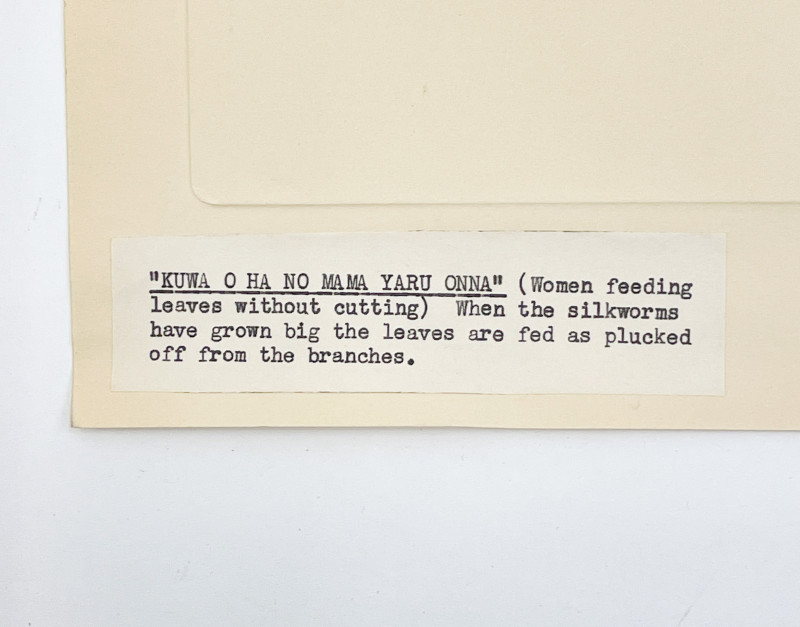 "KUWA O HA NO MAMA YARU ONNA" (Women feeding
leaves without cutting)  When the silkworms
have grown big the leaves are fed as plucked
off from the branches.